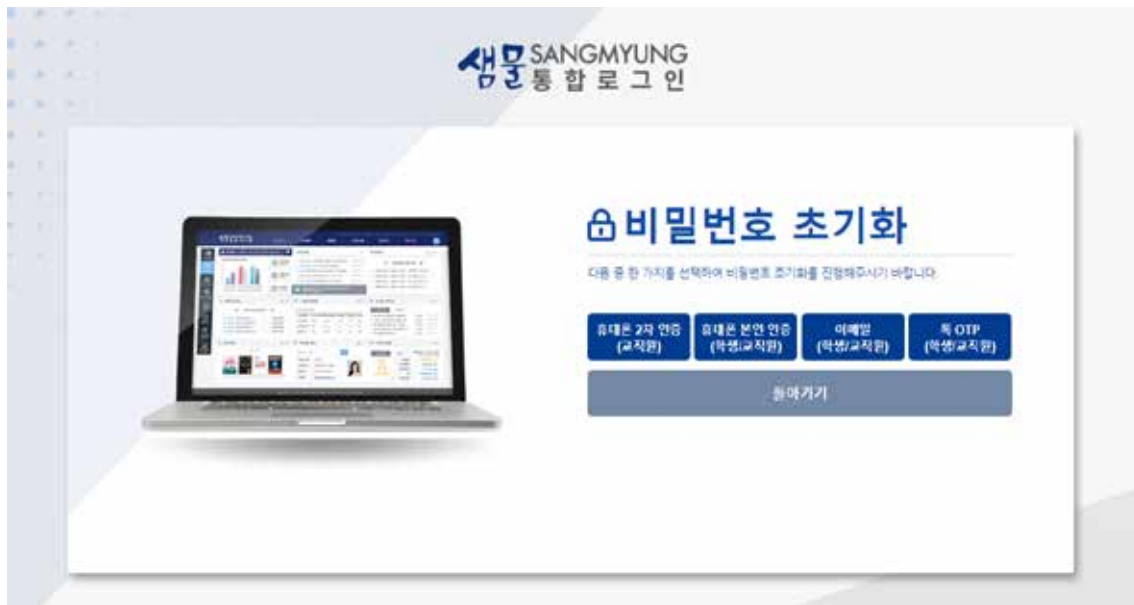 샘물 SANGMYUNG
통합로그인
비밀번호 초기화
다음 중 한 가지를 선택하여 비밀번호 초기화를 진행해주시기 바랍니다.
휴대폰 2차 인증
(교직원)
휴대폰 본인 인증
(학생/교직원)
이메일
(학생/교직원)
톡 OTP
(학생/교직원)
돌아가기